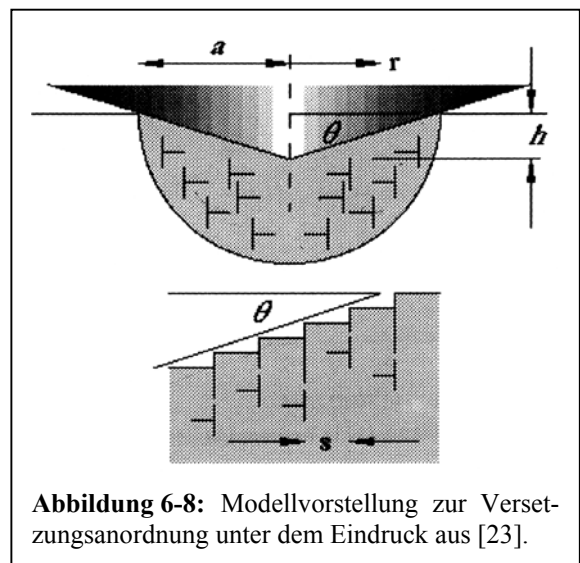 a
r
θ
h
θ
s
Abbildung 6-8: Modellvorstellung zur Verset-
zungsanordnung unter dem Eindruck aus [23].